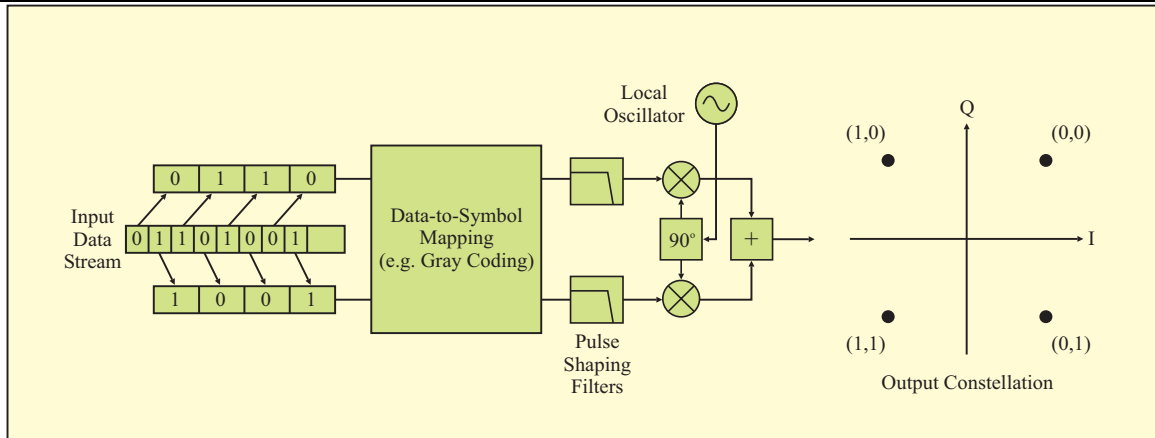 Local
Oscillator
Q
(1,0)
(0,0)
0 1 1 0
Input
Data
Stream
0 1 1 0 1 0 0 1
Data-to-Symbol
Mapping
(e.g. Gray Coding)
90°
+
I
1 0 0 1
Pulse
Shaping
Filters
(1,1)
(0,1)
Output Constellation